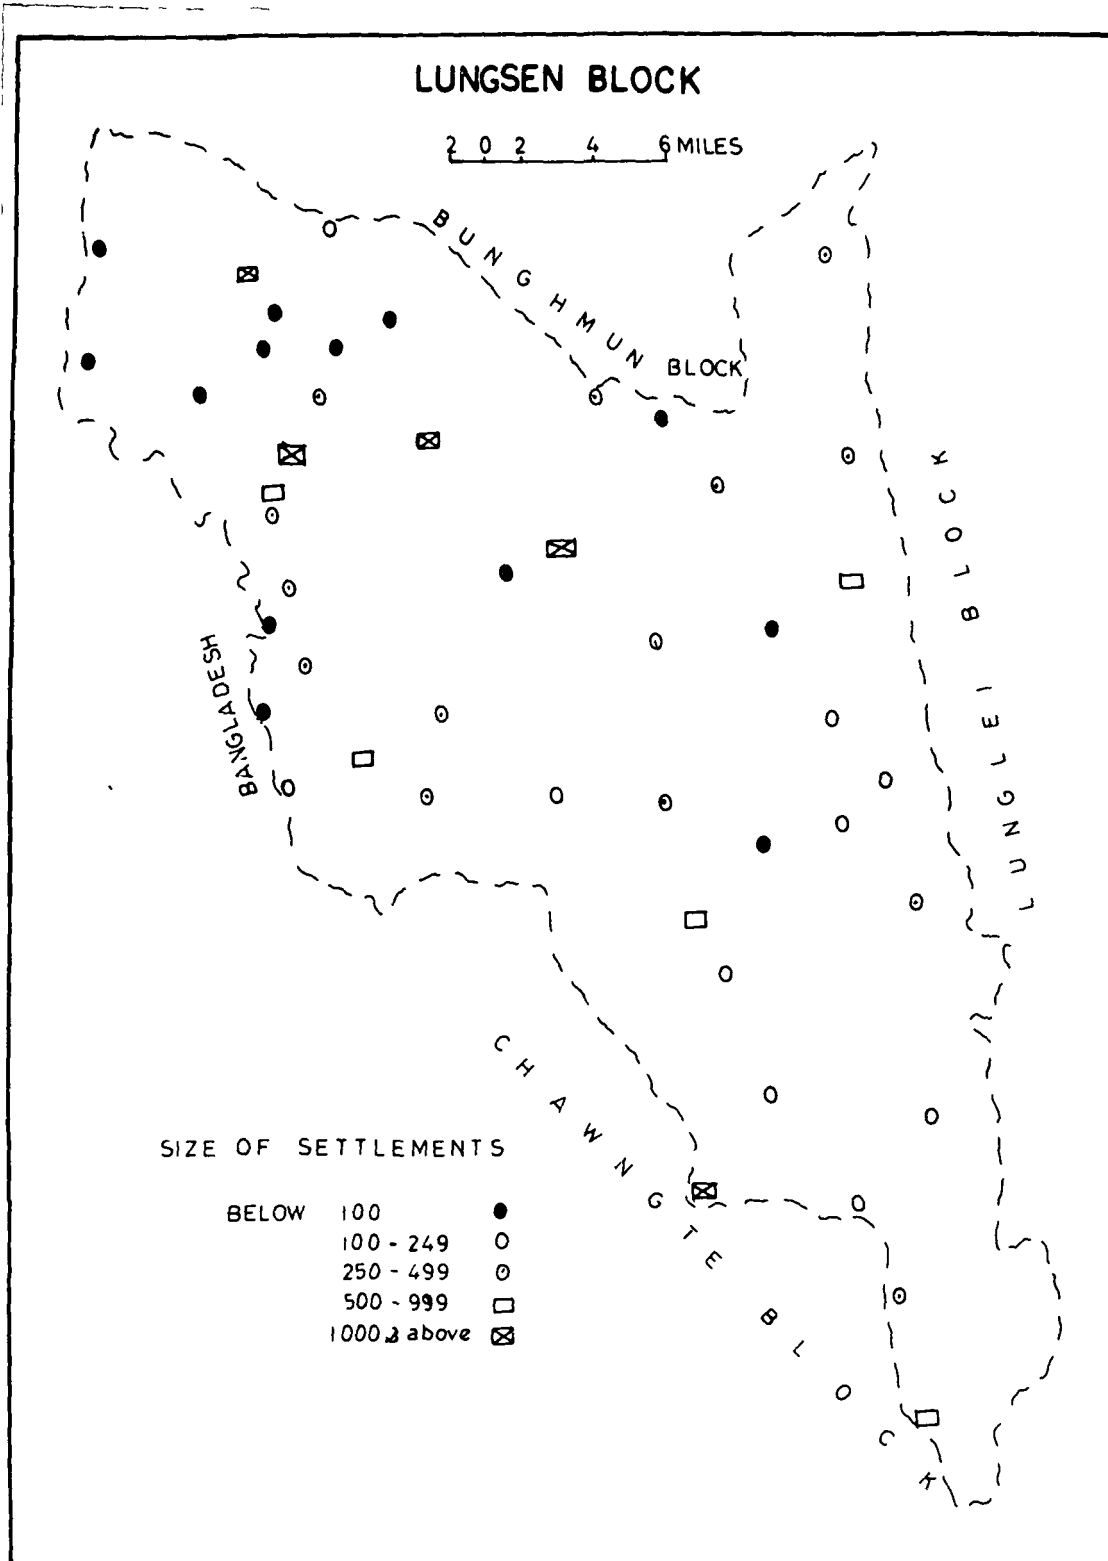 LUNGSEN BLOCK
2 0 2 4 6 MILES
BUNGHMUN BLOCK
LUNGLEI BLOCK
BANGLADESH
CHAWNGTE BLOCK
SIZE OF SETTLEMENTS
BELOW 100
100 - 249
250 - 499
500 - 999
1000 & above